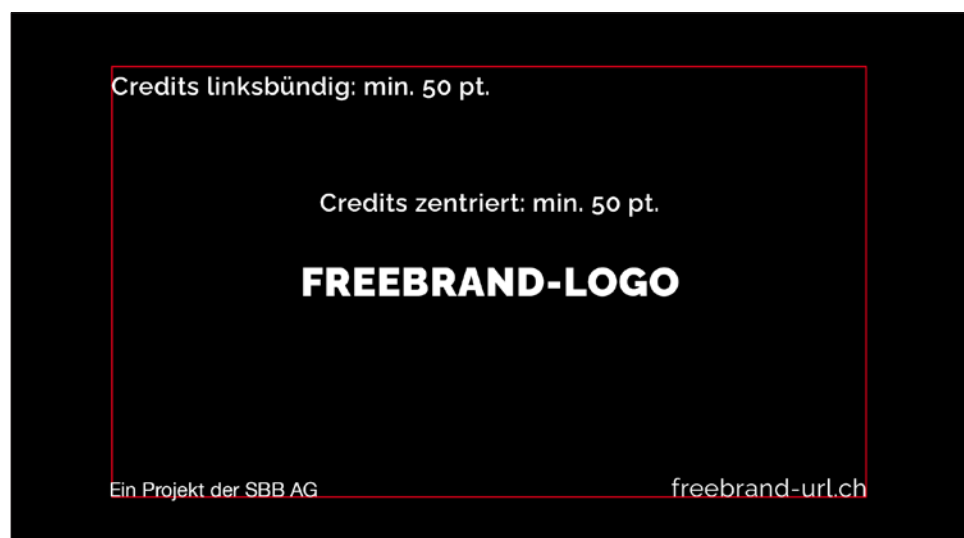 Credits linksbündig: min. 50 pt.
Credits zentriert: min. 50 pt.
FREEBRAND-LOGO
Ein Projekt der SBB AG
freebrand-url.ch